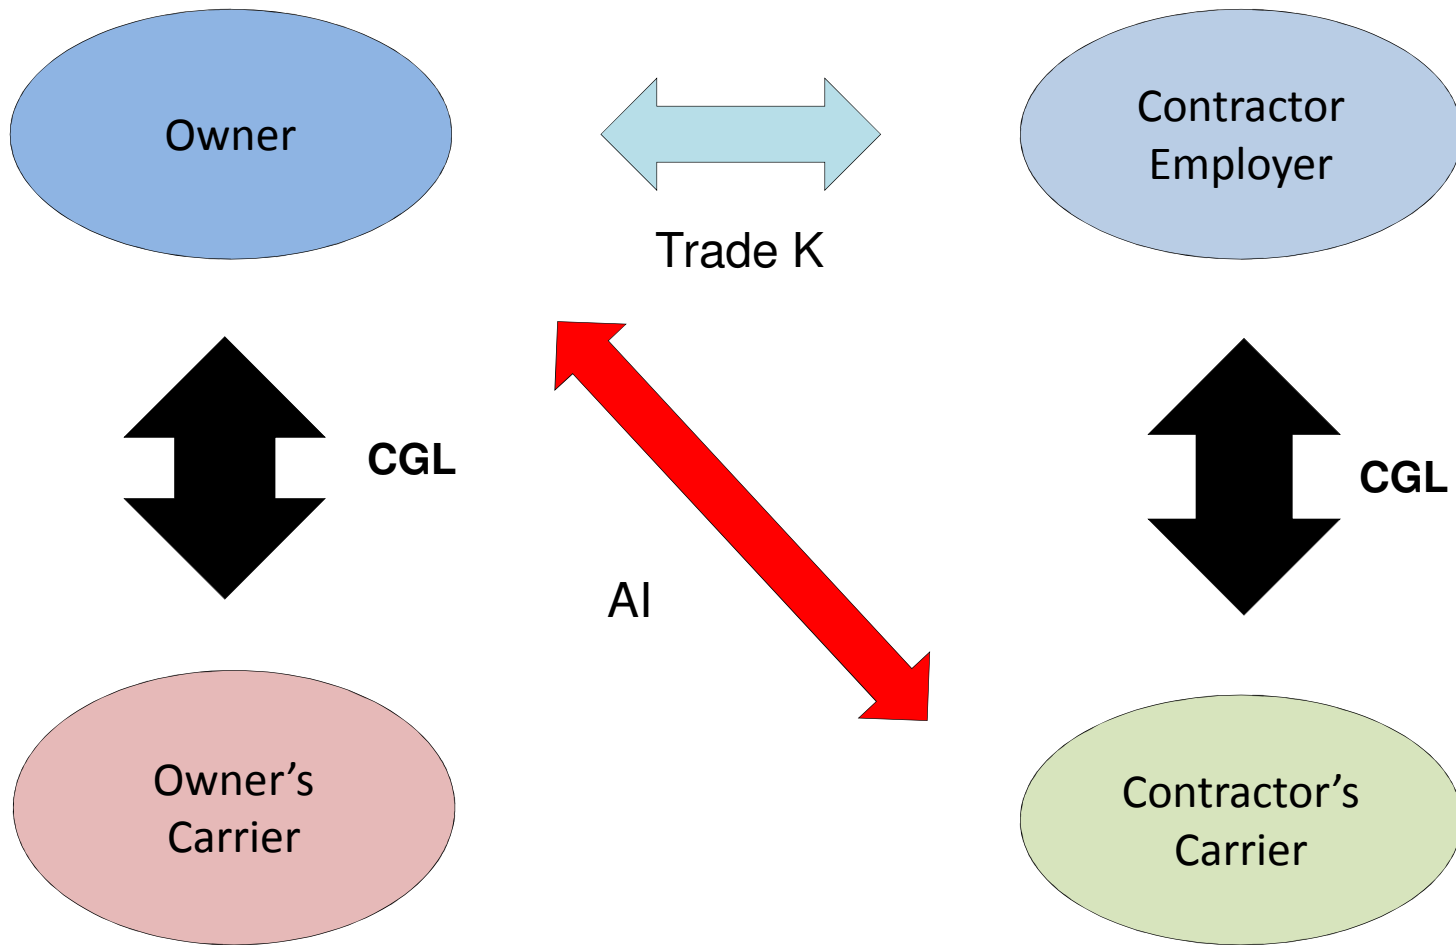 Owner
Contractor
Employer
Trade K
CGL
CGL
AI
Owner’s
Carrier
Contractor’s
Carrier